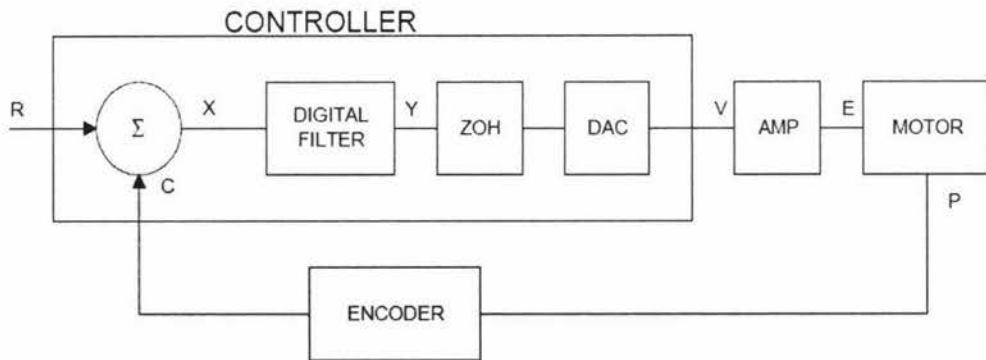 CONTROLLER
R
Σ
X
DIGITAL
FILTER
Y
ZOH
DAC
V
AMP
E
MOTOR
C
P
ENCODER